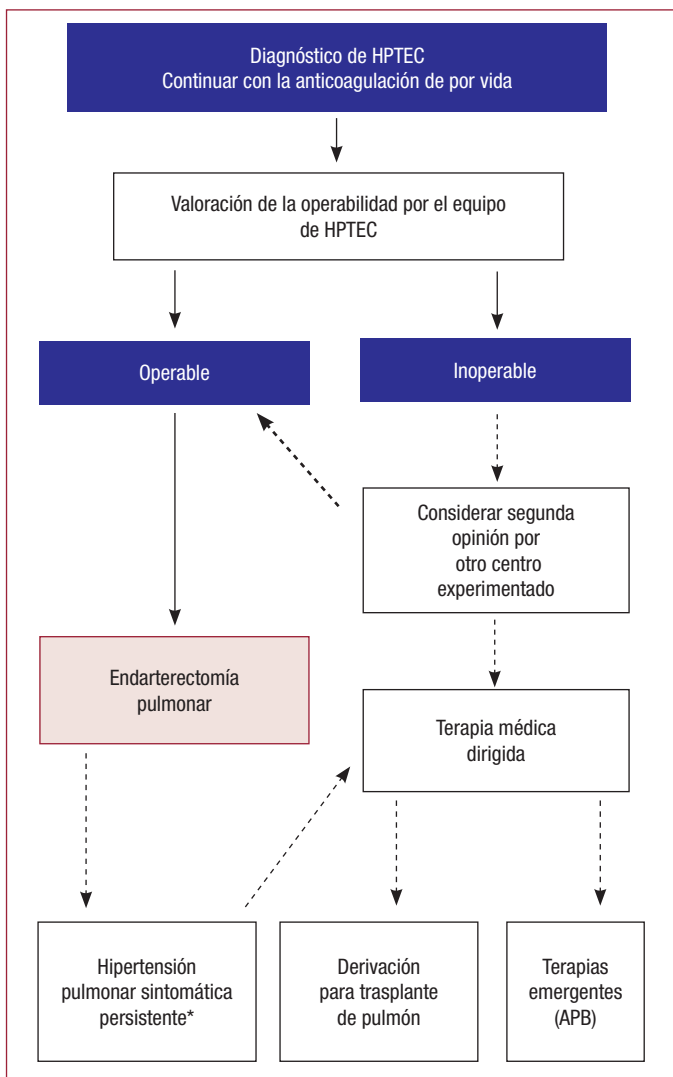 Diagnóstico de HPTEC
Continuar con la anticoagulación de por vida
Valoración de la operabilidad por el equipo
de HPTEC
Operable
Inoperable
Considerar segunda
opinión por
otro centro
experimentado
Endarterectomía
pulmonar
Terapia médica
dirigida
Hipertensión
pulmonar sintomática
persistente*
Derivación
para trasplante
de pulmón
Terapias
emergentes
(APB)